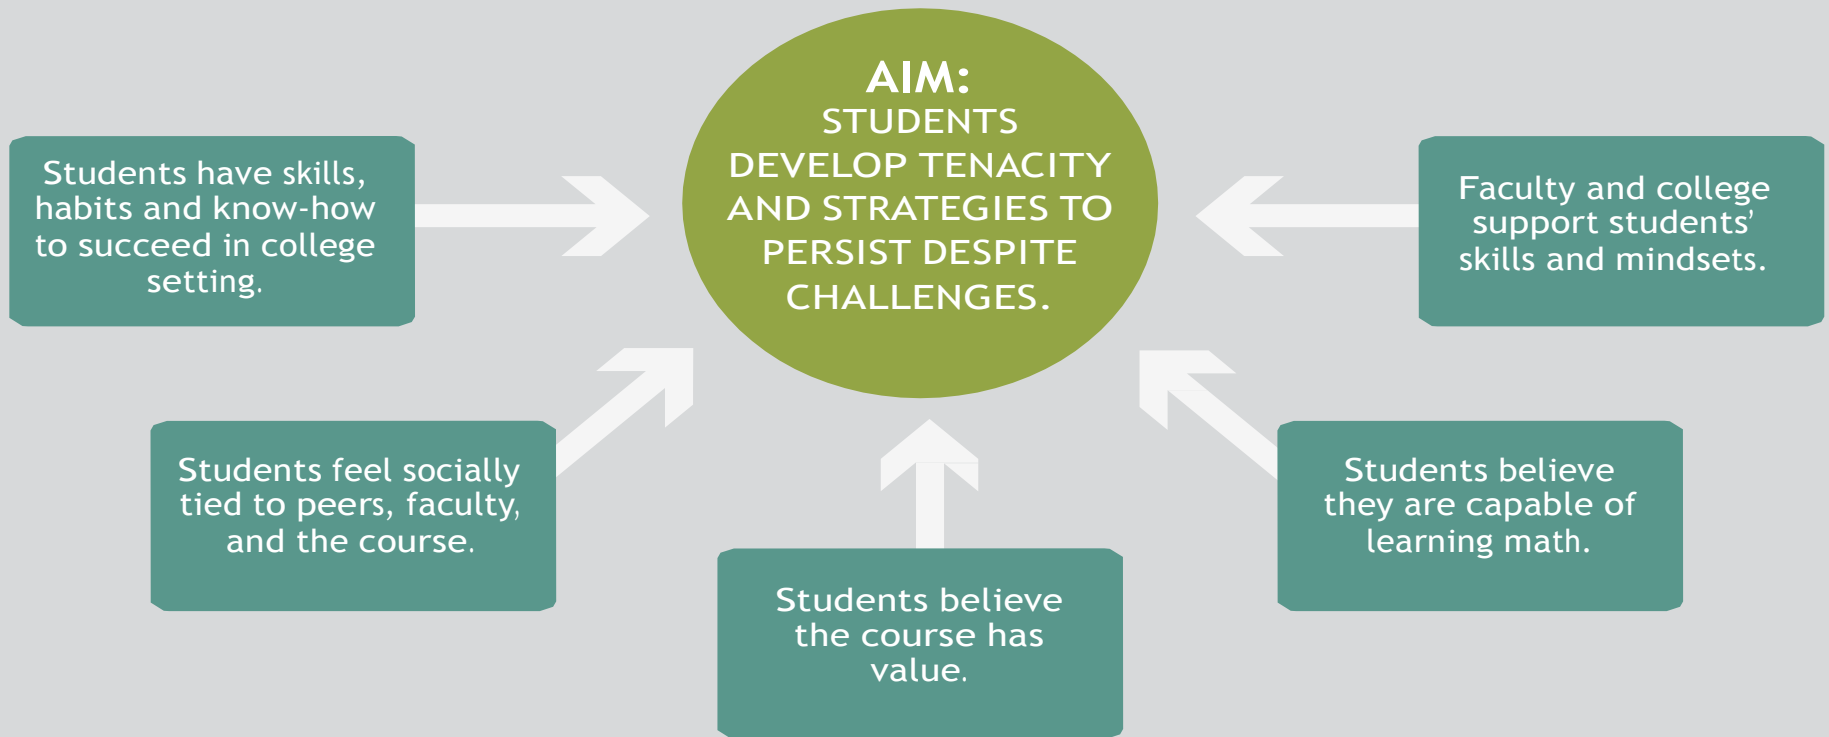 AIM:
STUDENTS
DEVELOP TENACITY
AND STRATEGIES TO
PERSIST DESPITE
CHALLENGES.
Students have skills,
habits and know-how
to succeed in college
setting.
Faculty and college
support students’
skills and mindsets.
Students feel socially
tied to peers, faculty,
and the course.
Students believe
they are capable of
learning math.
Students believe
the course has
value.